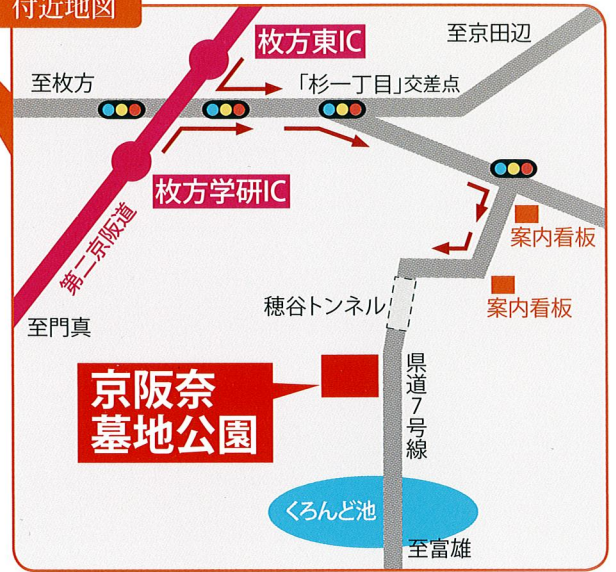 付近地図
枚方東IC
至京田辺
至枚方
「杉一丁目」交差点
枚方学研IC
第二京阪道
案内看板
案内看板
穂谷トンネル
至門真
京阪奈
墓地公園
県道7号線
くろんど池
至富雄